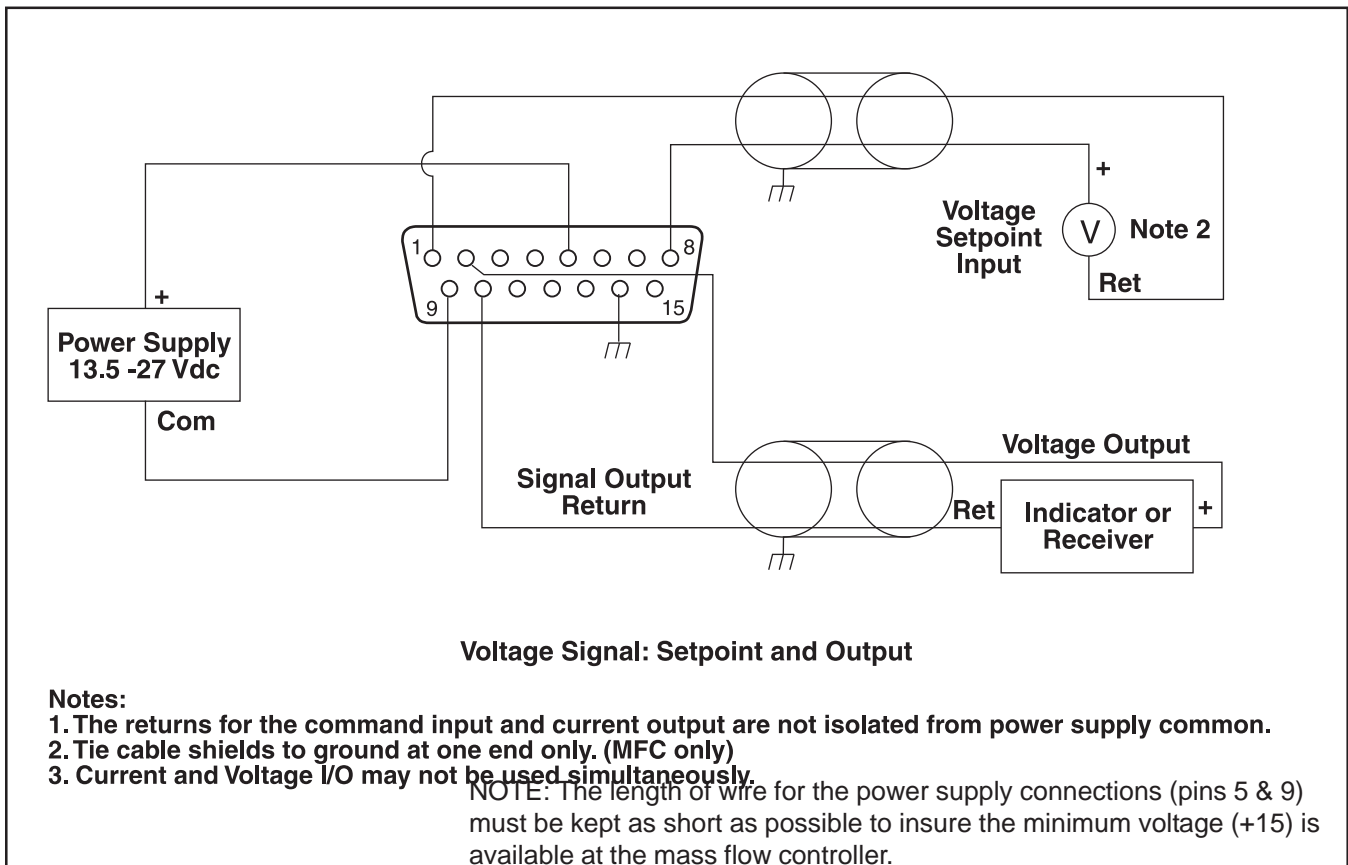 +
1
8
9
15
Power Supply
13.5 -27 Vdc
+
Com
Voltage
Setpoint
Input
+
V
Note 2
Ret
Signal Output
Return
Voltage Output
Ret
Indicator or
Receiver
+
Voltage Signal: Setpoint and Output
Notes:
1. The returns for the command input and current output are not isolated from power supply common.
2. Tie cable shields to ground at one end only. (MFC only)
3. Current and Voltage I/O may not be used simultaneously.
NOTE: The length of wire for the power supply connections (pins 5 & 9)
must be kept as short as possible to insure the minimum voltage (+15) is
available at the mass flow controller.